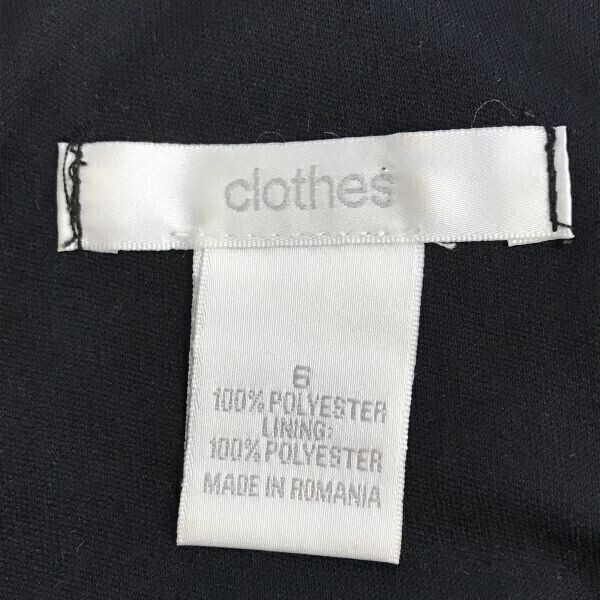 clothes
6
100% POLYESTER
LINING:
100% POLYESTER
MADE IN ROMANIA